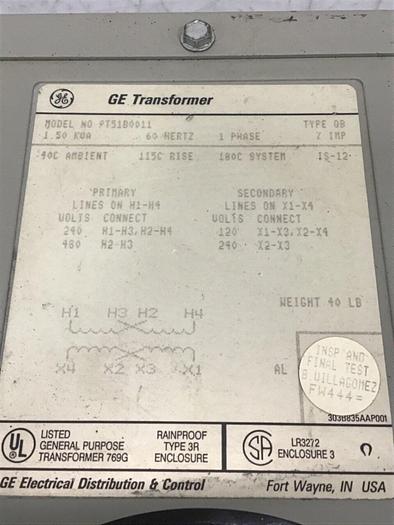 GE GE Transformer
MODEL NO 9T51B0011 TYPE QB
1.50 KVA 60 HERTZ 1 PHASE % IMP
40C AMBIENT 115C RISE 180C SYSTEM IS-12
PRIMARY SECONDARY
LINES ON H1-H4 LINES ON X1-X4
VOLTS CONNECT VOLTS CONNECT
240 H1-H3,H2-H4 120 X1-X3,X2-X4
480 H2-H3 240 X2-X3
WEIGHT 40 LB
H1 H3 H2 H4
X4 X2 X3 X1
AL
INSP AND
FINAL TEST
B.VILLAGOMEZ
FW444=
303B835AAP001
UL LISTED RAINPROOF SA LR3272
GENERAL PURPOSE TYPE 3R ENCLOSURE 3
TRANSFORMER 769G ENCLOSURE
GE Electrical Distribution & Control Fort Wayne, IN USA